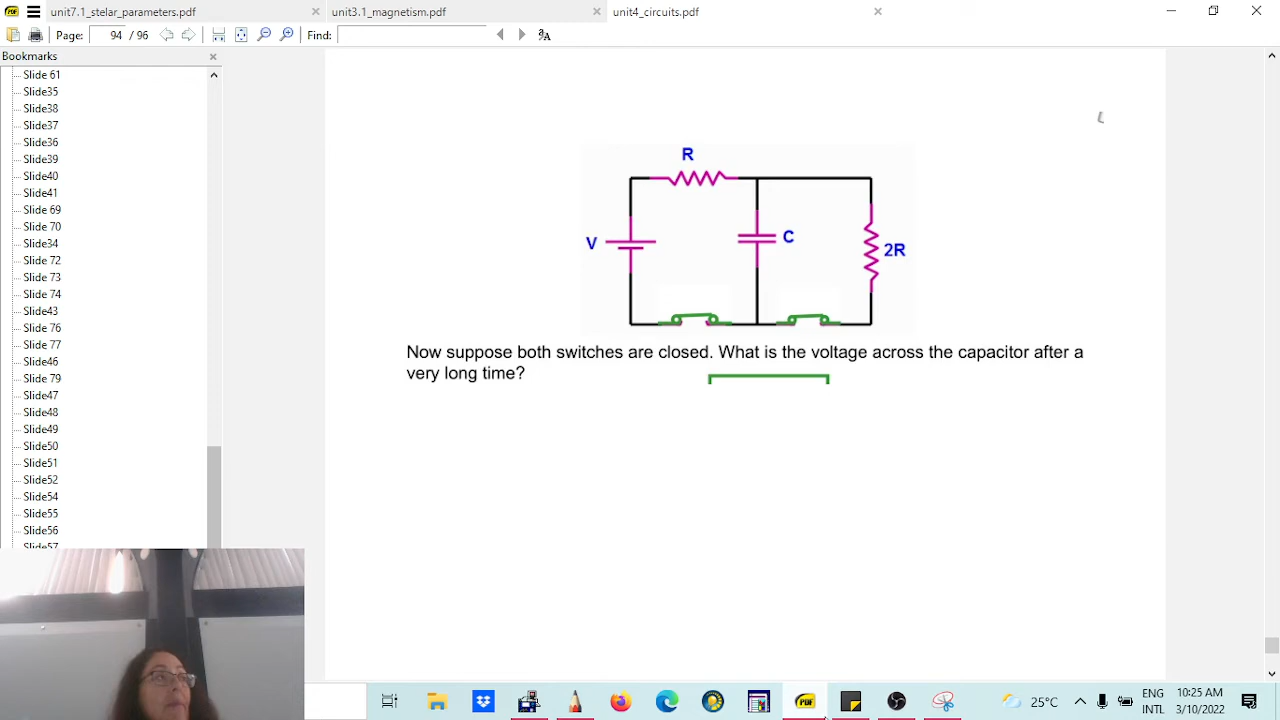 unit7.1_stelar_parameters.pdf
unit3.1_magnetism.pdf
unit4_circuits.pdf
Page: 94 / 96
Find:
Bookmarks
Slide 61
Slide35
Slide38
Slide37
Slide36
Slide39
Slide40
Slide41
Slide 69
Slide 70
Slide34
Slide 72
Slide 73
Slide 74
Slide43
Slide 76
Slide 77
Slide46
Slide 79
Slide47
Slide48
Slide49
Slide50
Slide51
Slide52
Slide54
Slide55
Slide56
Slide57
R
V
C
2R
Now suppose both switches are closed. What is the voltage across the capacitor after a
very long time?
PDF
25°C
ENG
INTL
10:25 AM
3/10/2022